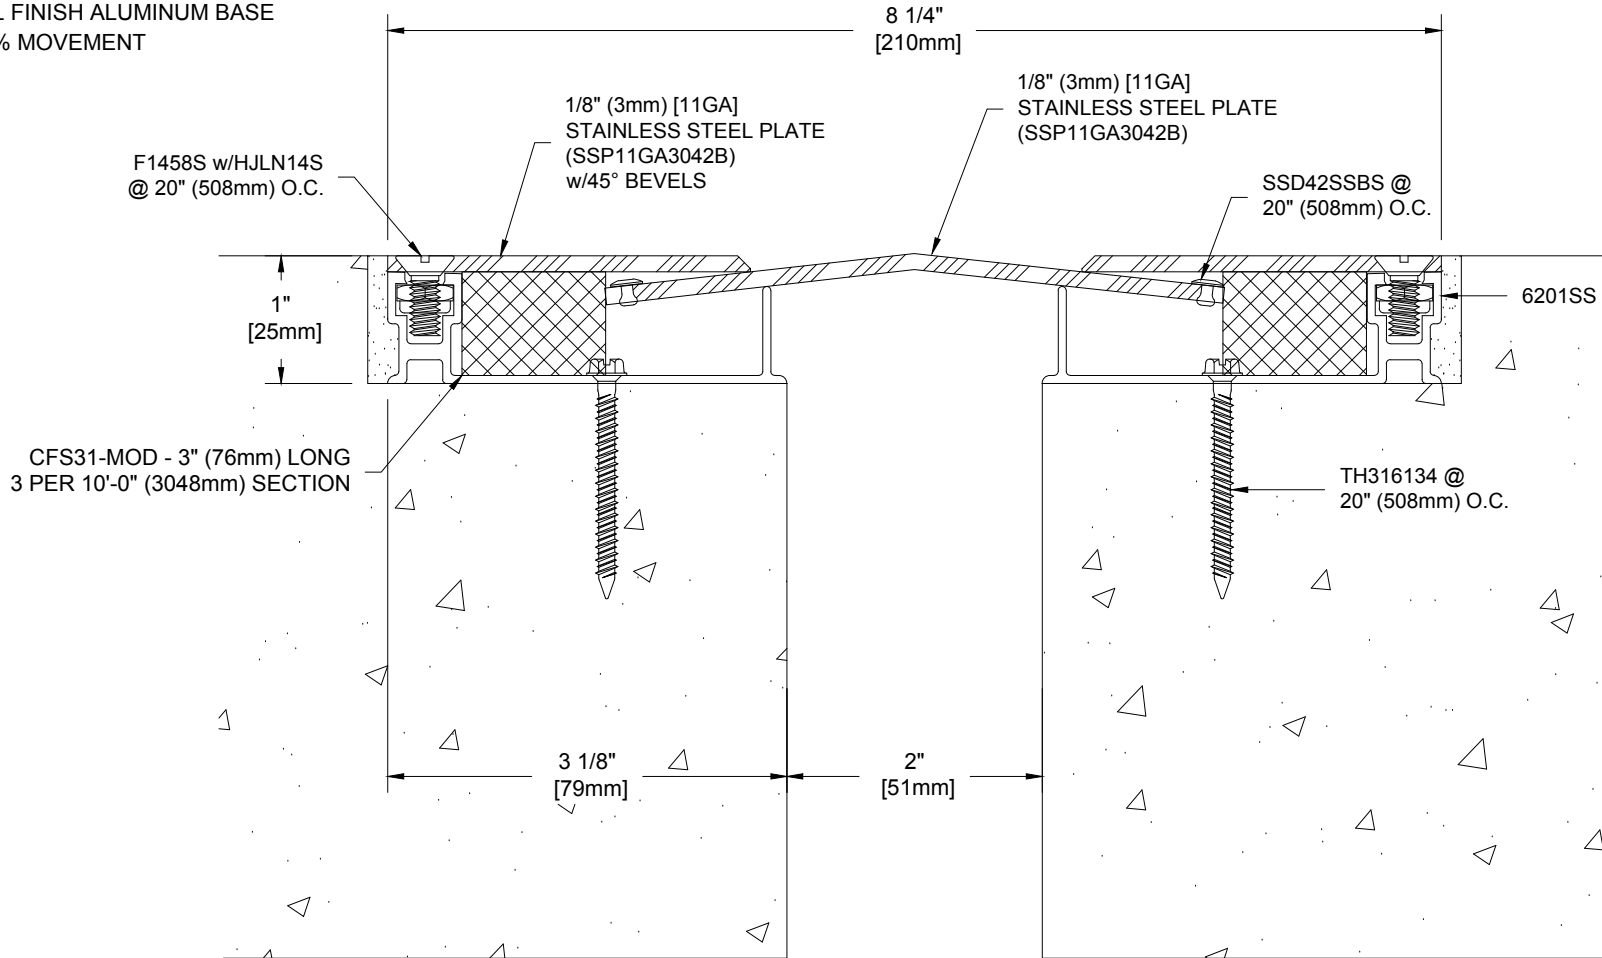 FINISH ALUMINUM BASE
% MOVEMENT
8 1/4"
[210mm]
1/8" (3mm) [11GA]
STAINLESS STEEL PLATE
(SSP11GA3042B)
w/45° BEVELS
1/8" (3mm) [11GA]
STAINLESS STEEL PLATE
(SSP11GA3042B)
F1458S w/HJLN14S
@ 20" (508mm) O.C.
SSD42SSBS @
20" (508mm) O.C.
1"
[25mm]
6201SS
CFS31-MOD - 3" (76mm) LONG
3 PER 10'-0" (3048mm) SECTION
TH316134 @
20" (508mm) O.C.
3 1/8"
[79mm]
2"
[51mm]